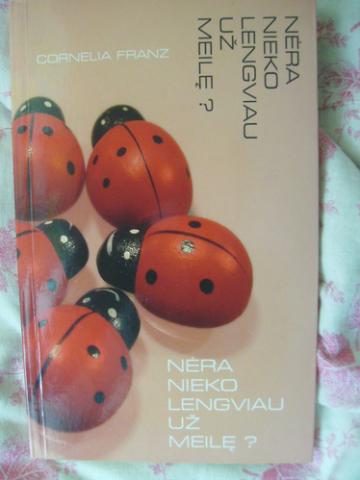 CORNELIA FRANZ
NĖRA
NIEKO
LENGVIAU
UŽ
MEILĘ ?
NĖRA
NIEKO
LENGVIAU
UŽ
MEILĘ ?